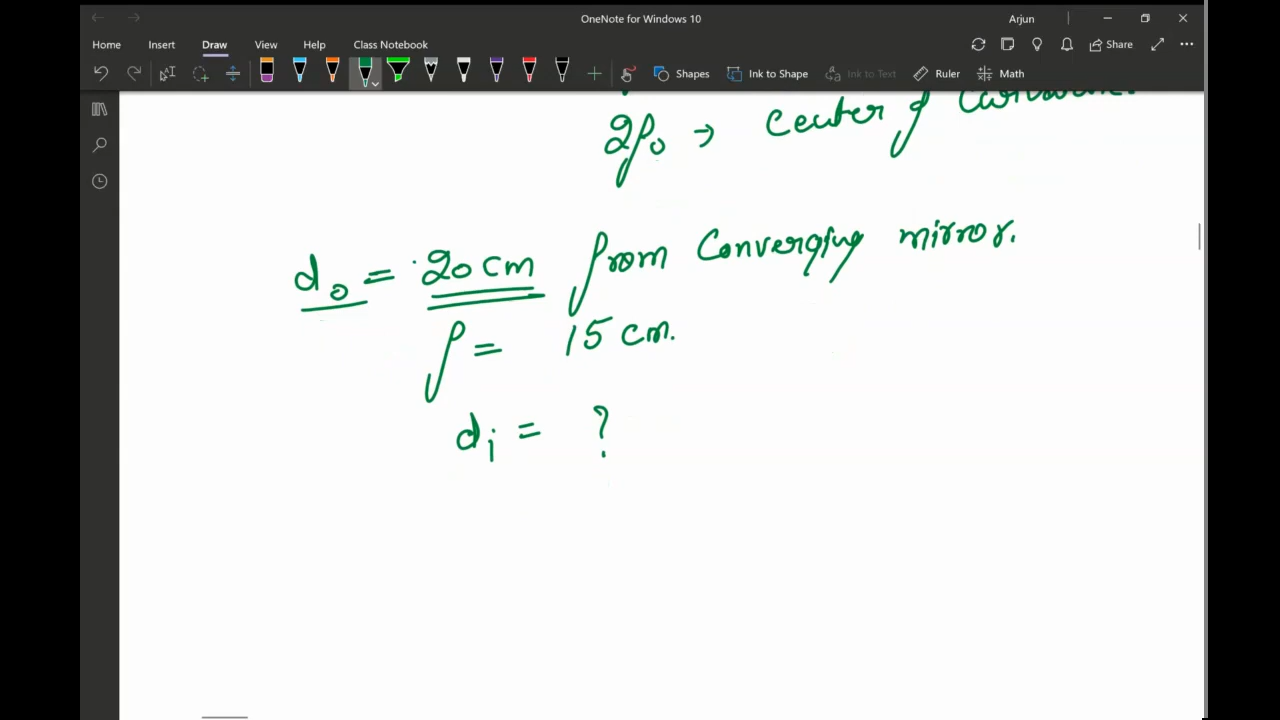 OneNote for Windows 10
Arjun
Home Insert Draw View Help Class Notebook
Share
Shapes Ink to Shape Ink to Text Ruler Math
2f₀ → Center of
d₀ = 20 cm from Converging mirror.
f = 15 cm.
dᵢ = ?